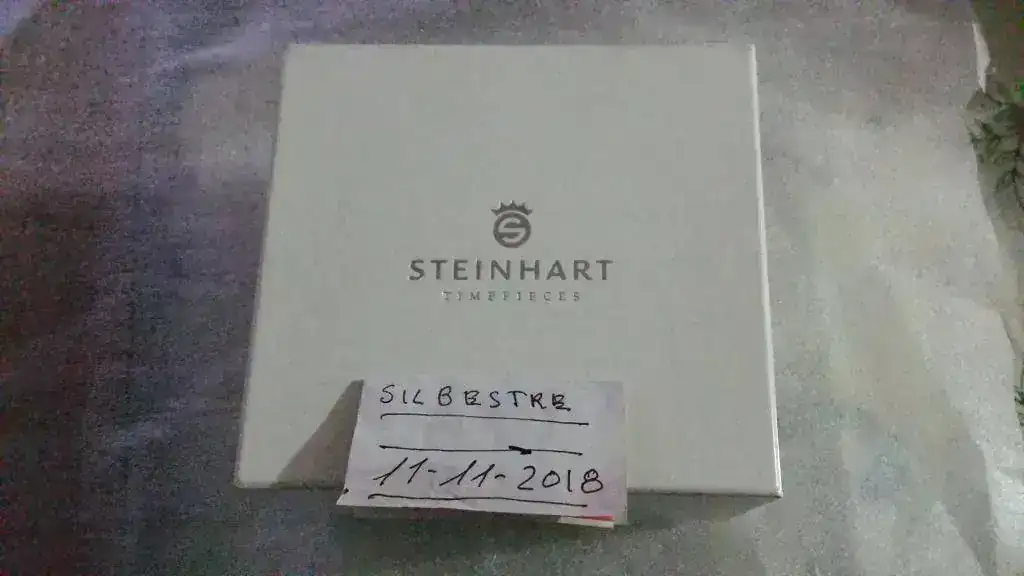 STEINHART
TIMEPIECES
SILBESTRE
11-11-2018